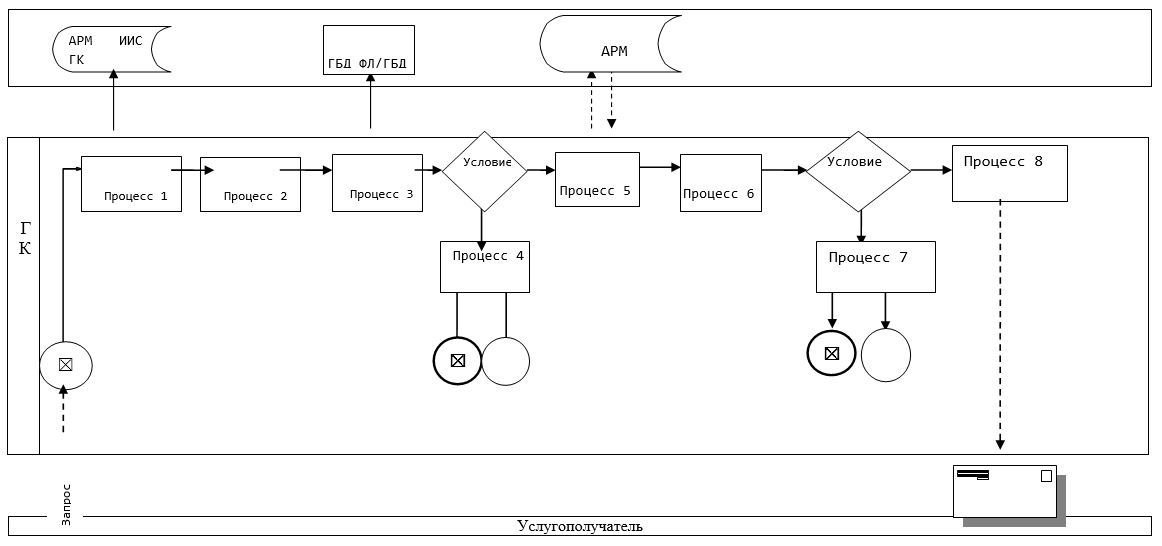 АРМ ИИС
ГК
ГБД ФЛ/ГБД
АРМ
Г
К
Процесс 1
Процесс 2
Процесс 3
Условие
Процесс 5
Процесс 6
Условие
Процесс 8
Процесс 4
Процесс 7
Запрос
Услугополучатель